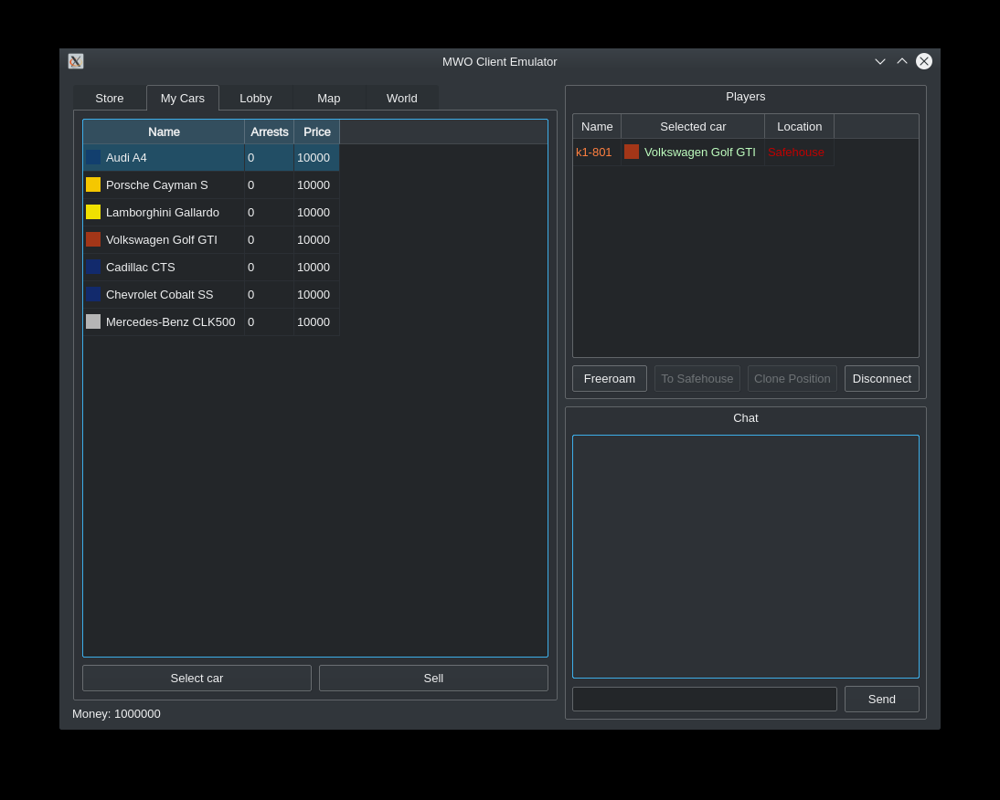 MWO Client Emulator
Store My Cars Lobby Map World
Name Arrests Price
Audi A4 0 10000
Porsche Cayman S 0 10000
Lamborghini Gallardo 0 10000
Volkswagen Golf GTI 0 10000
Cadillac CTS 0 10000
Chevrolet Cobalt SS 0 10000
Mercedes-Benz CLK500 0 10000
Select car Sell
Money: 1000000
Players
Name Selected car Location
k1-801 Volkswagen Golf GTI Safehouse
Freeroam To Safehouse Clone Position Disconnect
Chat
Send